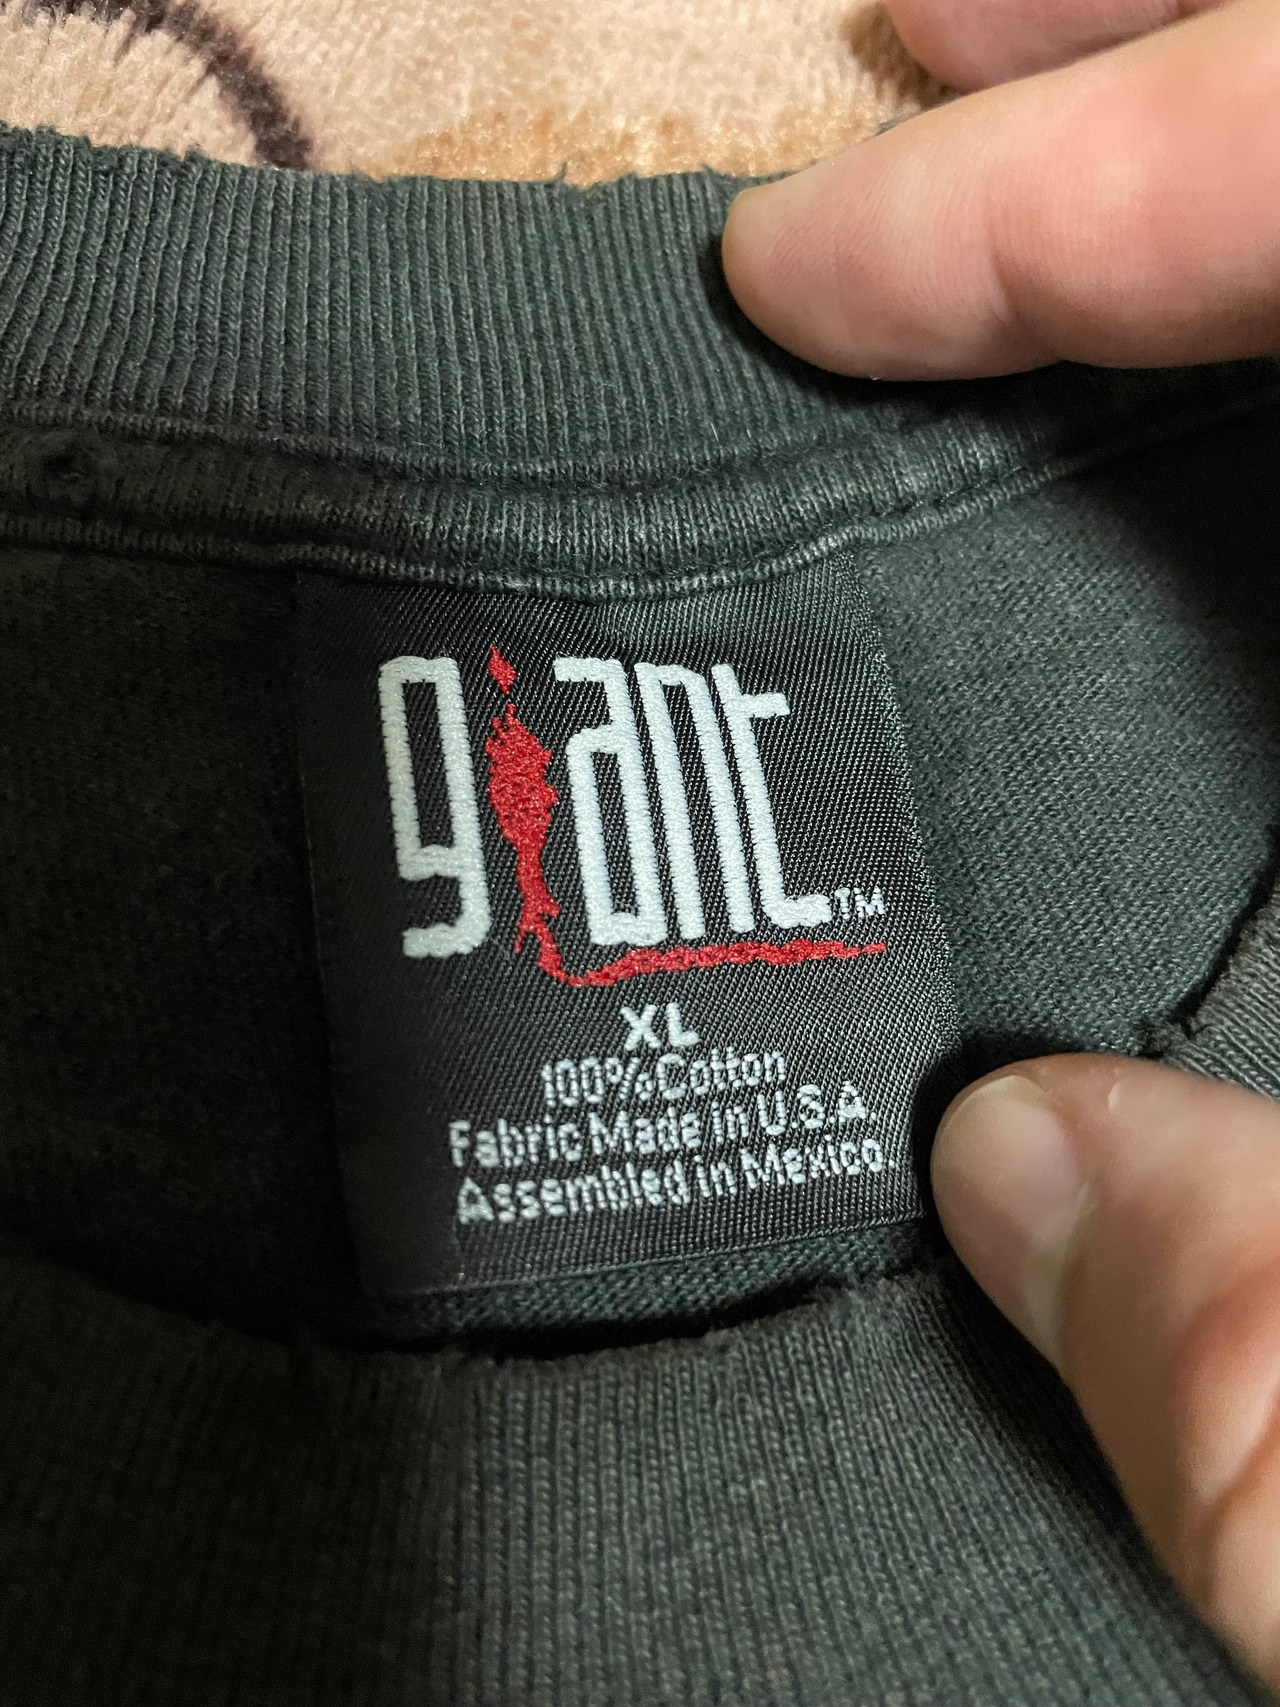 giant™
XL
100% Cotton
Fabric Made in U.S.A.
Assembled in Mexico